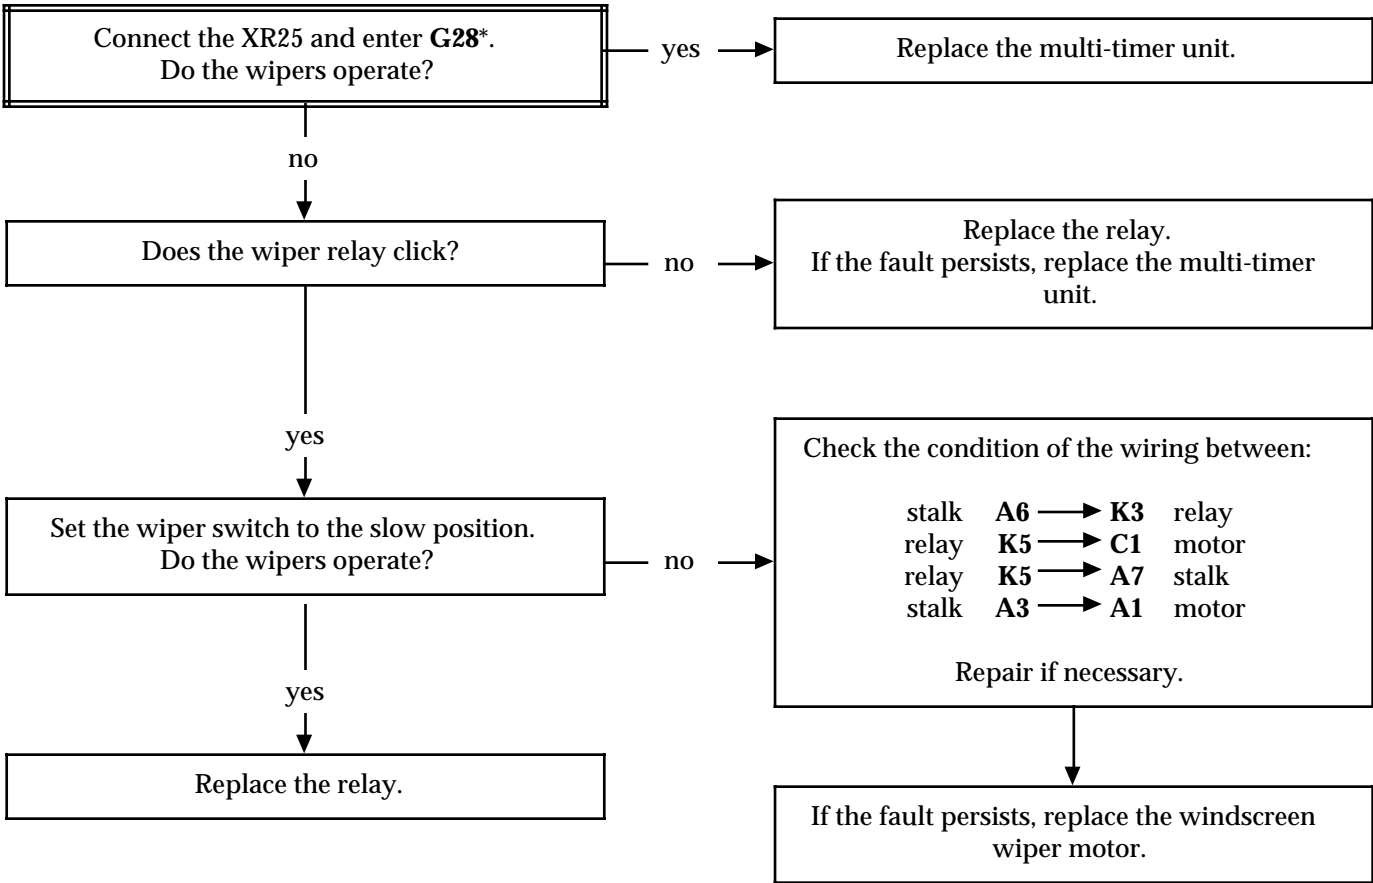 Connect the XR25 and enter G28*.
Do the wipers operate?
yes
Replace the multi-timer unit.
no
Does the wiper relay click?
no
Replace the relay.
If the fault persists, replace the multi-timer
unit.
yes
Set the wiper switch to the slow position.
Do the wipers operate?
no
Check the condition of the wiring between:
stalk A6 K3 relay
relay K5 C1 motor
relay K5 A7 stalk
stalk A3 A1 motor
Repair if necessary.
yes
Replace the relay.
If the fault persists, replace the windscreen
wiper motor.